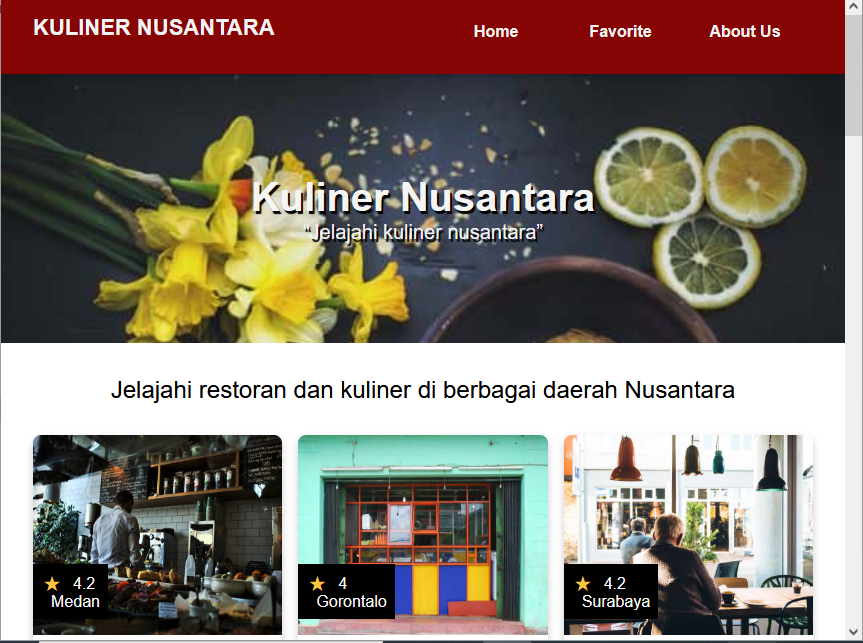 KULINER NUSANTARA
Home Favorite About Us
Kuliner Nusantara
“Jelajahi kuliner nusantara”
Jelajahi restoran dan kuliner di berbagai daerah Nusantara
4.2
Medan
4
Gorontalo
4.2
Surabaya